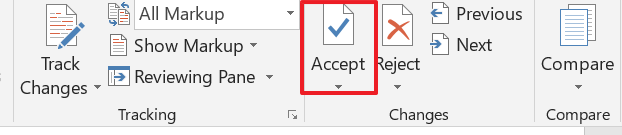 Track
Changes
All Markup
Show Markup
Reviewing Pane
Tracking
Accept
Reject
Previous
Next
Changes
Compare
Compare